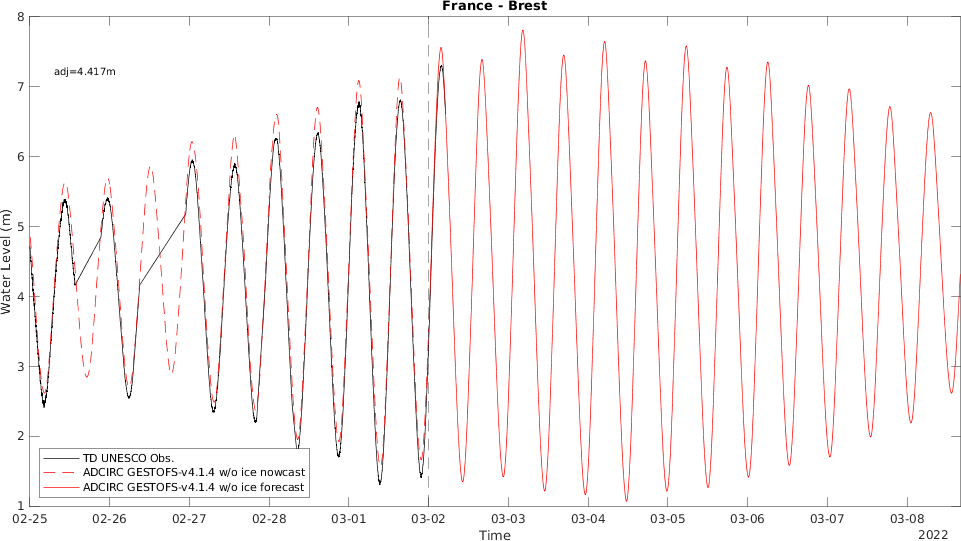 France - Brest
8
7
6
5
4
3
2
1
adj=4.417m
Water Level (m)
TD UNESCO Obs.
ADCIRC GESTOFS-v4.1.4 w/o ice nowcast
ADCIRC GESTOFS-v4.1.4 w/o ice forecast
02-25 02-26 02-27 02-28 03-01 03-02 03-03 03-04 03-05 03-06 03-07 03-08
Time
2022